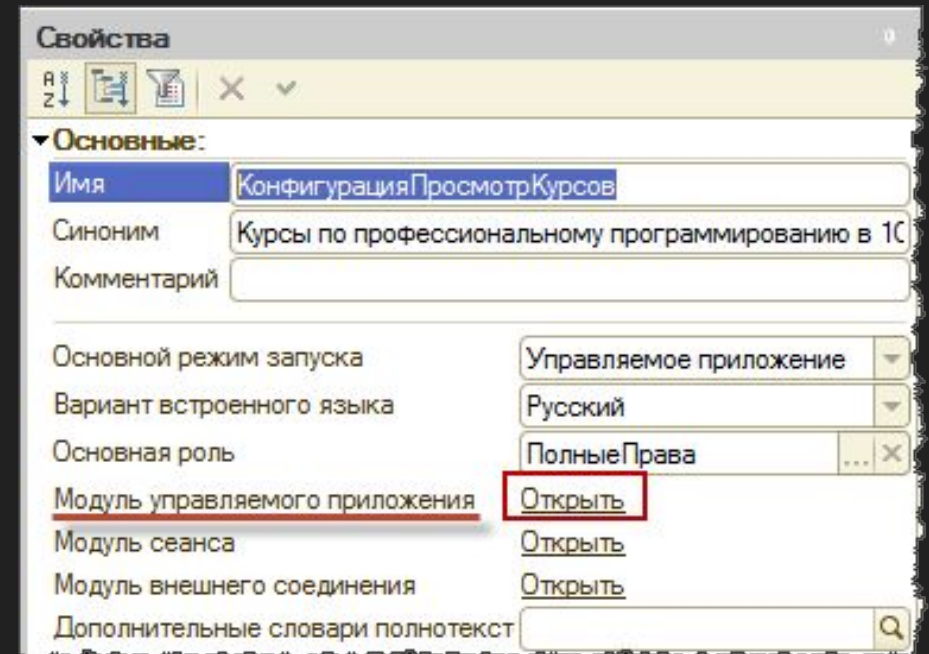 Свойства
Основные:
Имя КонфигурацияПросмотрКурсов
Синоним Курсы по профессиональному программированию в 1С
Комментарий
Основной режим запуска Управляемое приложение
Вариант встроенного языка Русский
Основная роль ПолныеПрава ...
Модуль управляемого приложения Открыть
Модуль сеанса Открыть
Модуль внешнего соединения Открыть
Дополнительные словари полнотекст